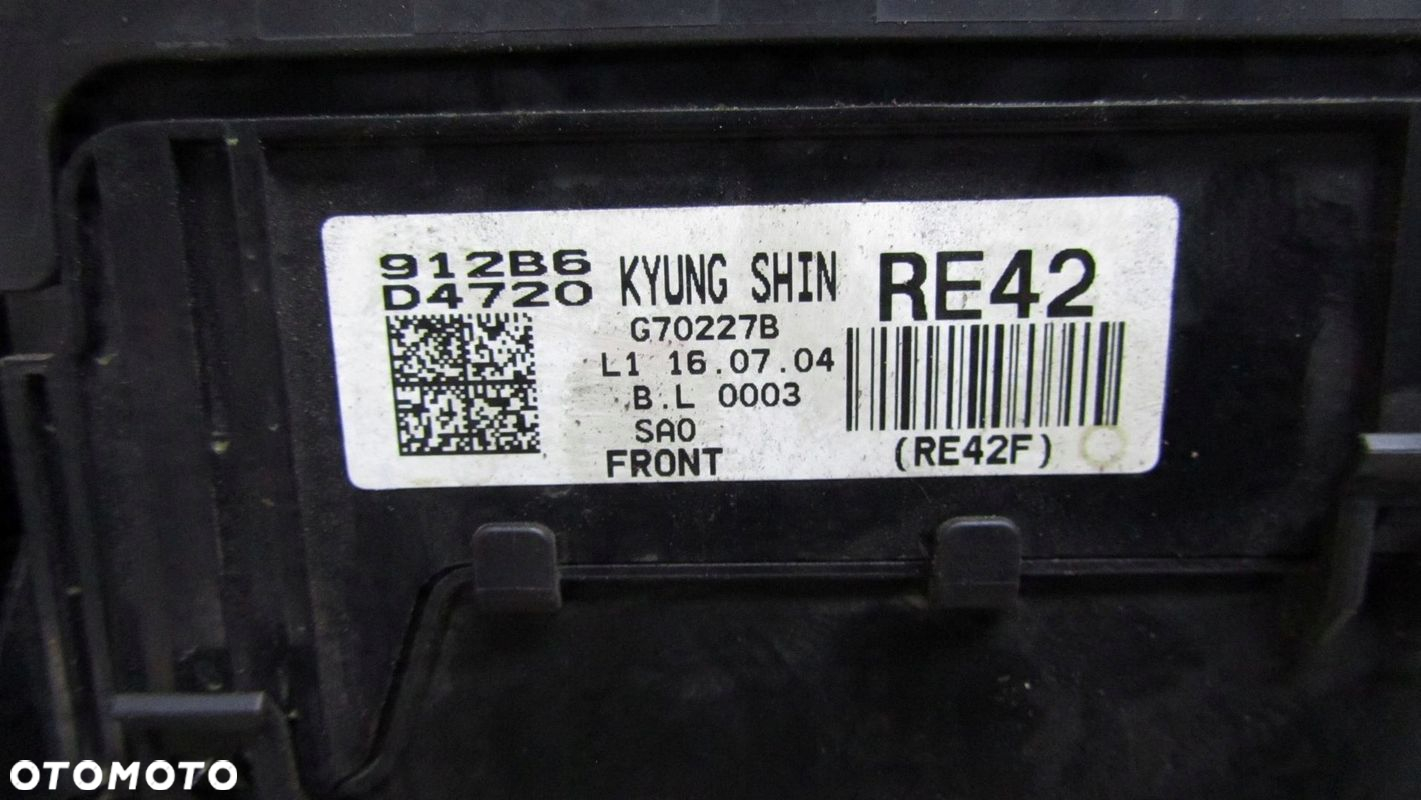 912B6
D4720
KYUNG SHIN
G70227B
L1 16.07.04
B.L 0003
SA0
FRONT
RE42
(RE42F)
OTOMOTO